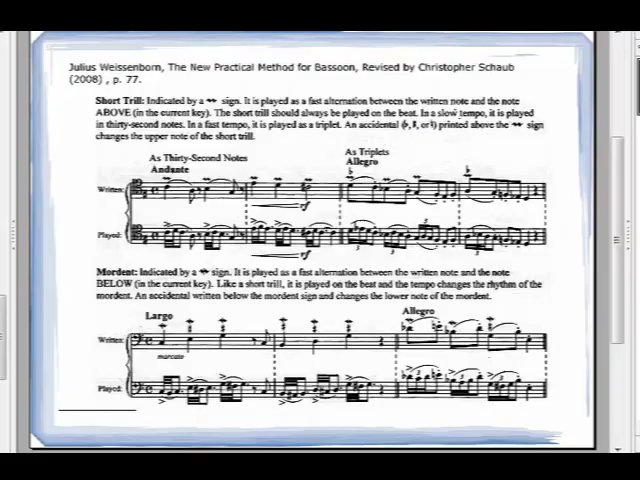 Julius Weissenborn, The New Practical Method for Bassoon, Revised by Christopher Schaub
(2008) , p. 77.
Short Trill: Indicated by a sign. It is played as a fast alternation between the written note and the note
ABOVE (in the current key). The short trill should always be played on the beat. In a slow tempo, it is played
in thirty-second notes. In a fast tempo, it is played as a triplet. An accidental (♭, ♮, or ♯) printed above the sign
changes the upper note of the short trill.
As Thirty-Second Notes
Andante
As Triplets
Allegro
Written:
sf
Played:
3
sf
Mordent: Indicated by a sign. It is played as a fast alternation between the written note and the note
BELOW (in the current key). Like a short trill, it is played on the beat and the tempo changes the rhythm of the
mordent. An accidental written below the mordent sign and changes the lower note of the mordent.
Largo
Allegro
Written:
marcato
Played: